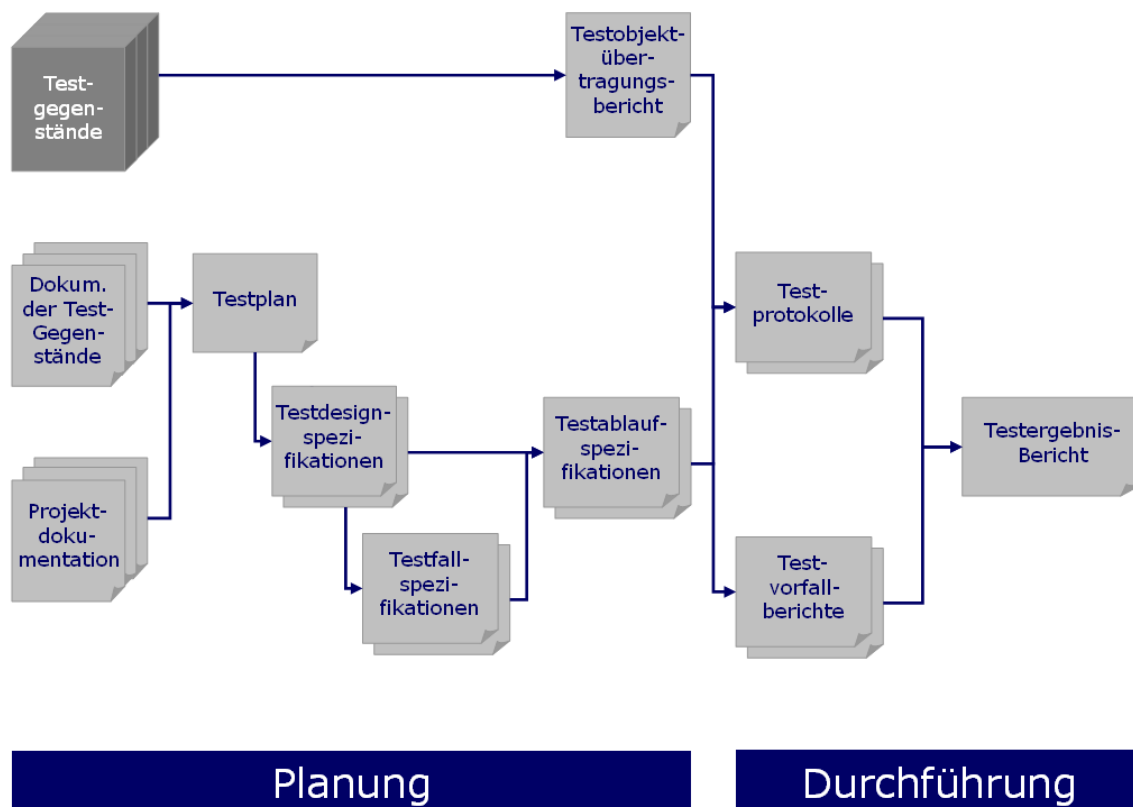 Test-
gegen-
stände
Testobjekt-
über-
tragungs-
bericht
Dokum.
der Test-
Gegen-
stände
Testplan
Test-
protokolle
Testdesign-
spezi-
fikationen
Testablauf-
spezi-
fikationen
Testergebnis-
Bericht
Projekt-
doku-
mentation
Testfall-
spezi-
fikationen
Test-
vorfall-
berichte
Planung
Durchführung